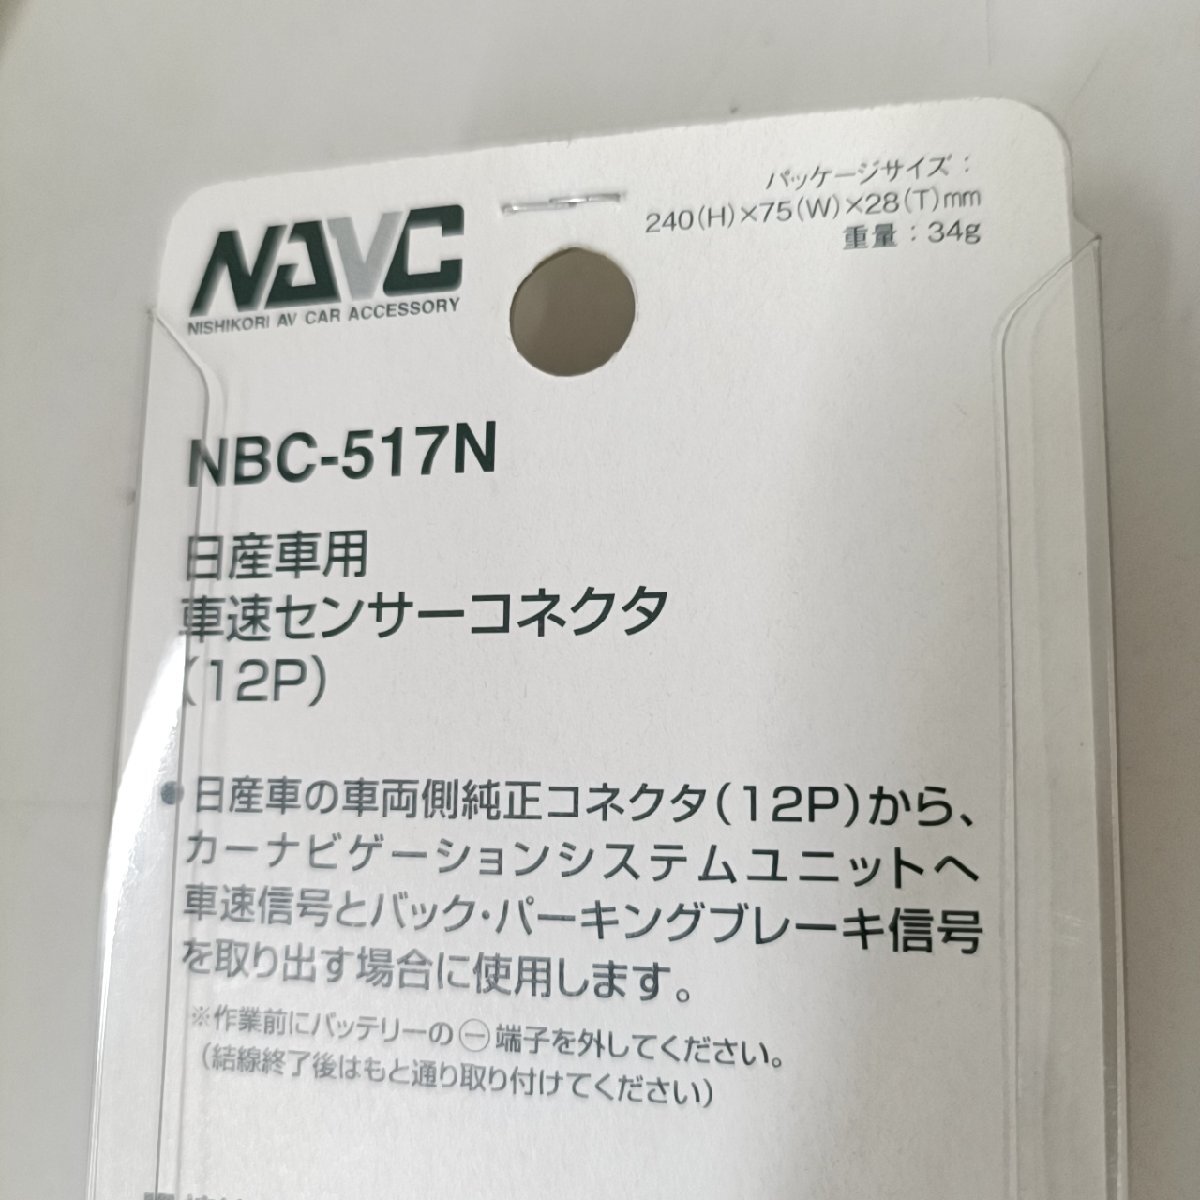 NAVC
NISHIKORI AV CAR ACCESSORY
パッケージサイズ：
240(H)×75(W)×28(T)mm
重量：34g
NBC-517N
日産車用
車速センサーコネクタ
(12P)
●日産車の車両側純正コネクタ(12P)から、
カーナビゲーションシステムユニットへ
車速信号とバック・パーキングブレーキ信号
を取り出す場合に使用します。
※作業前にバッテリーの㊀端子を外してください。
(結線終了後はもと通り取り付けてください)